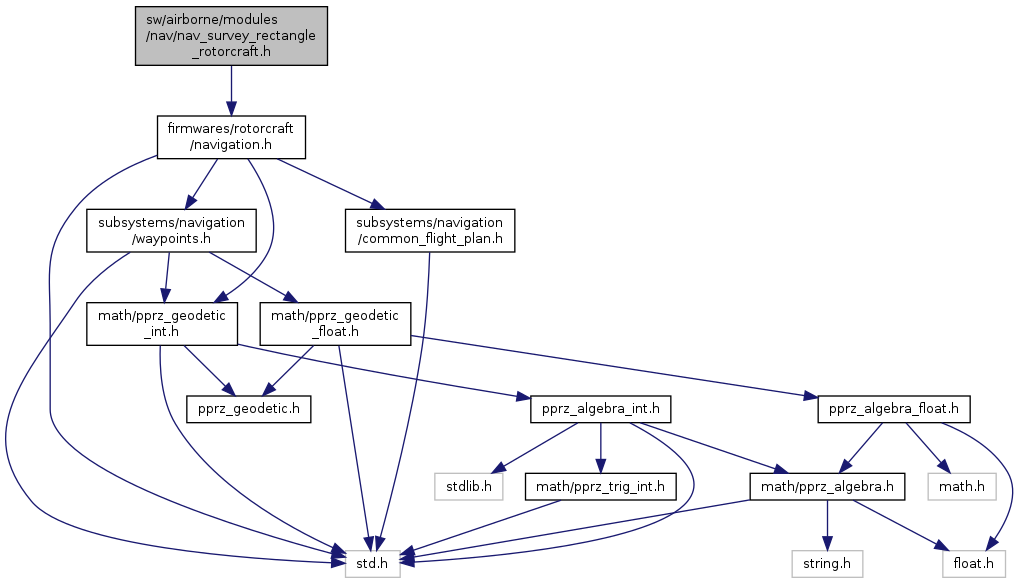 sw/airborne/modules
/nav/nav_survey_rectangle
_rotorcraft.h
firmwares/rotorcraft
/navigation.h
subsystems/navigation
/waypoints.h
subsystems/navigation
/common_flight_plan.h
math/pprz_geodetic
_int.h
math/pprz_geodetic
_float.h
pprz_geodetic.h
pprz_algebra_int.h
pprz_algebra_float.h
stdlib.h
math/pprz_trig_int.h
math/pprz_algebra.h
math.h
std.h
string.h
float.h